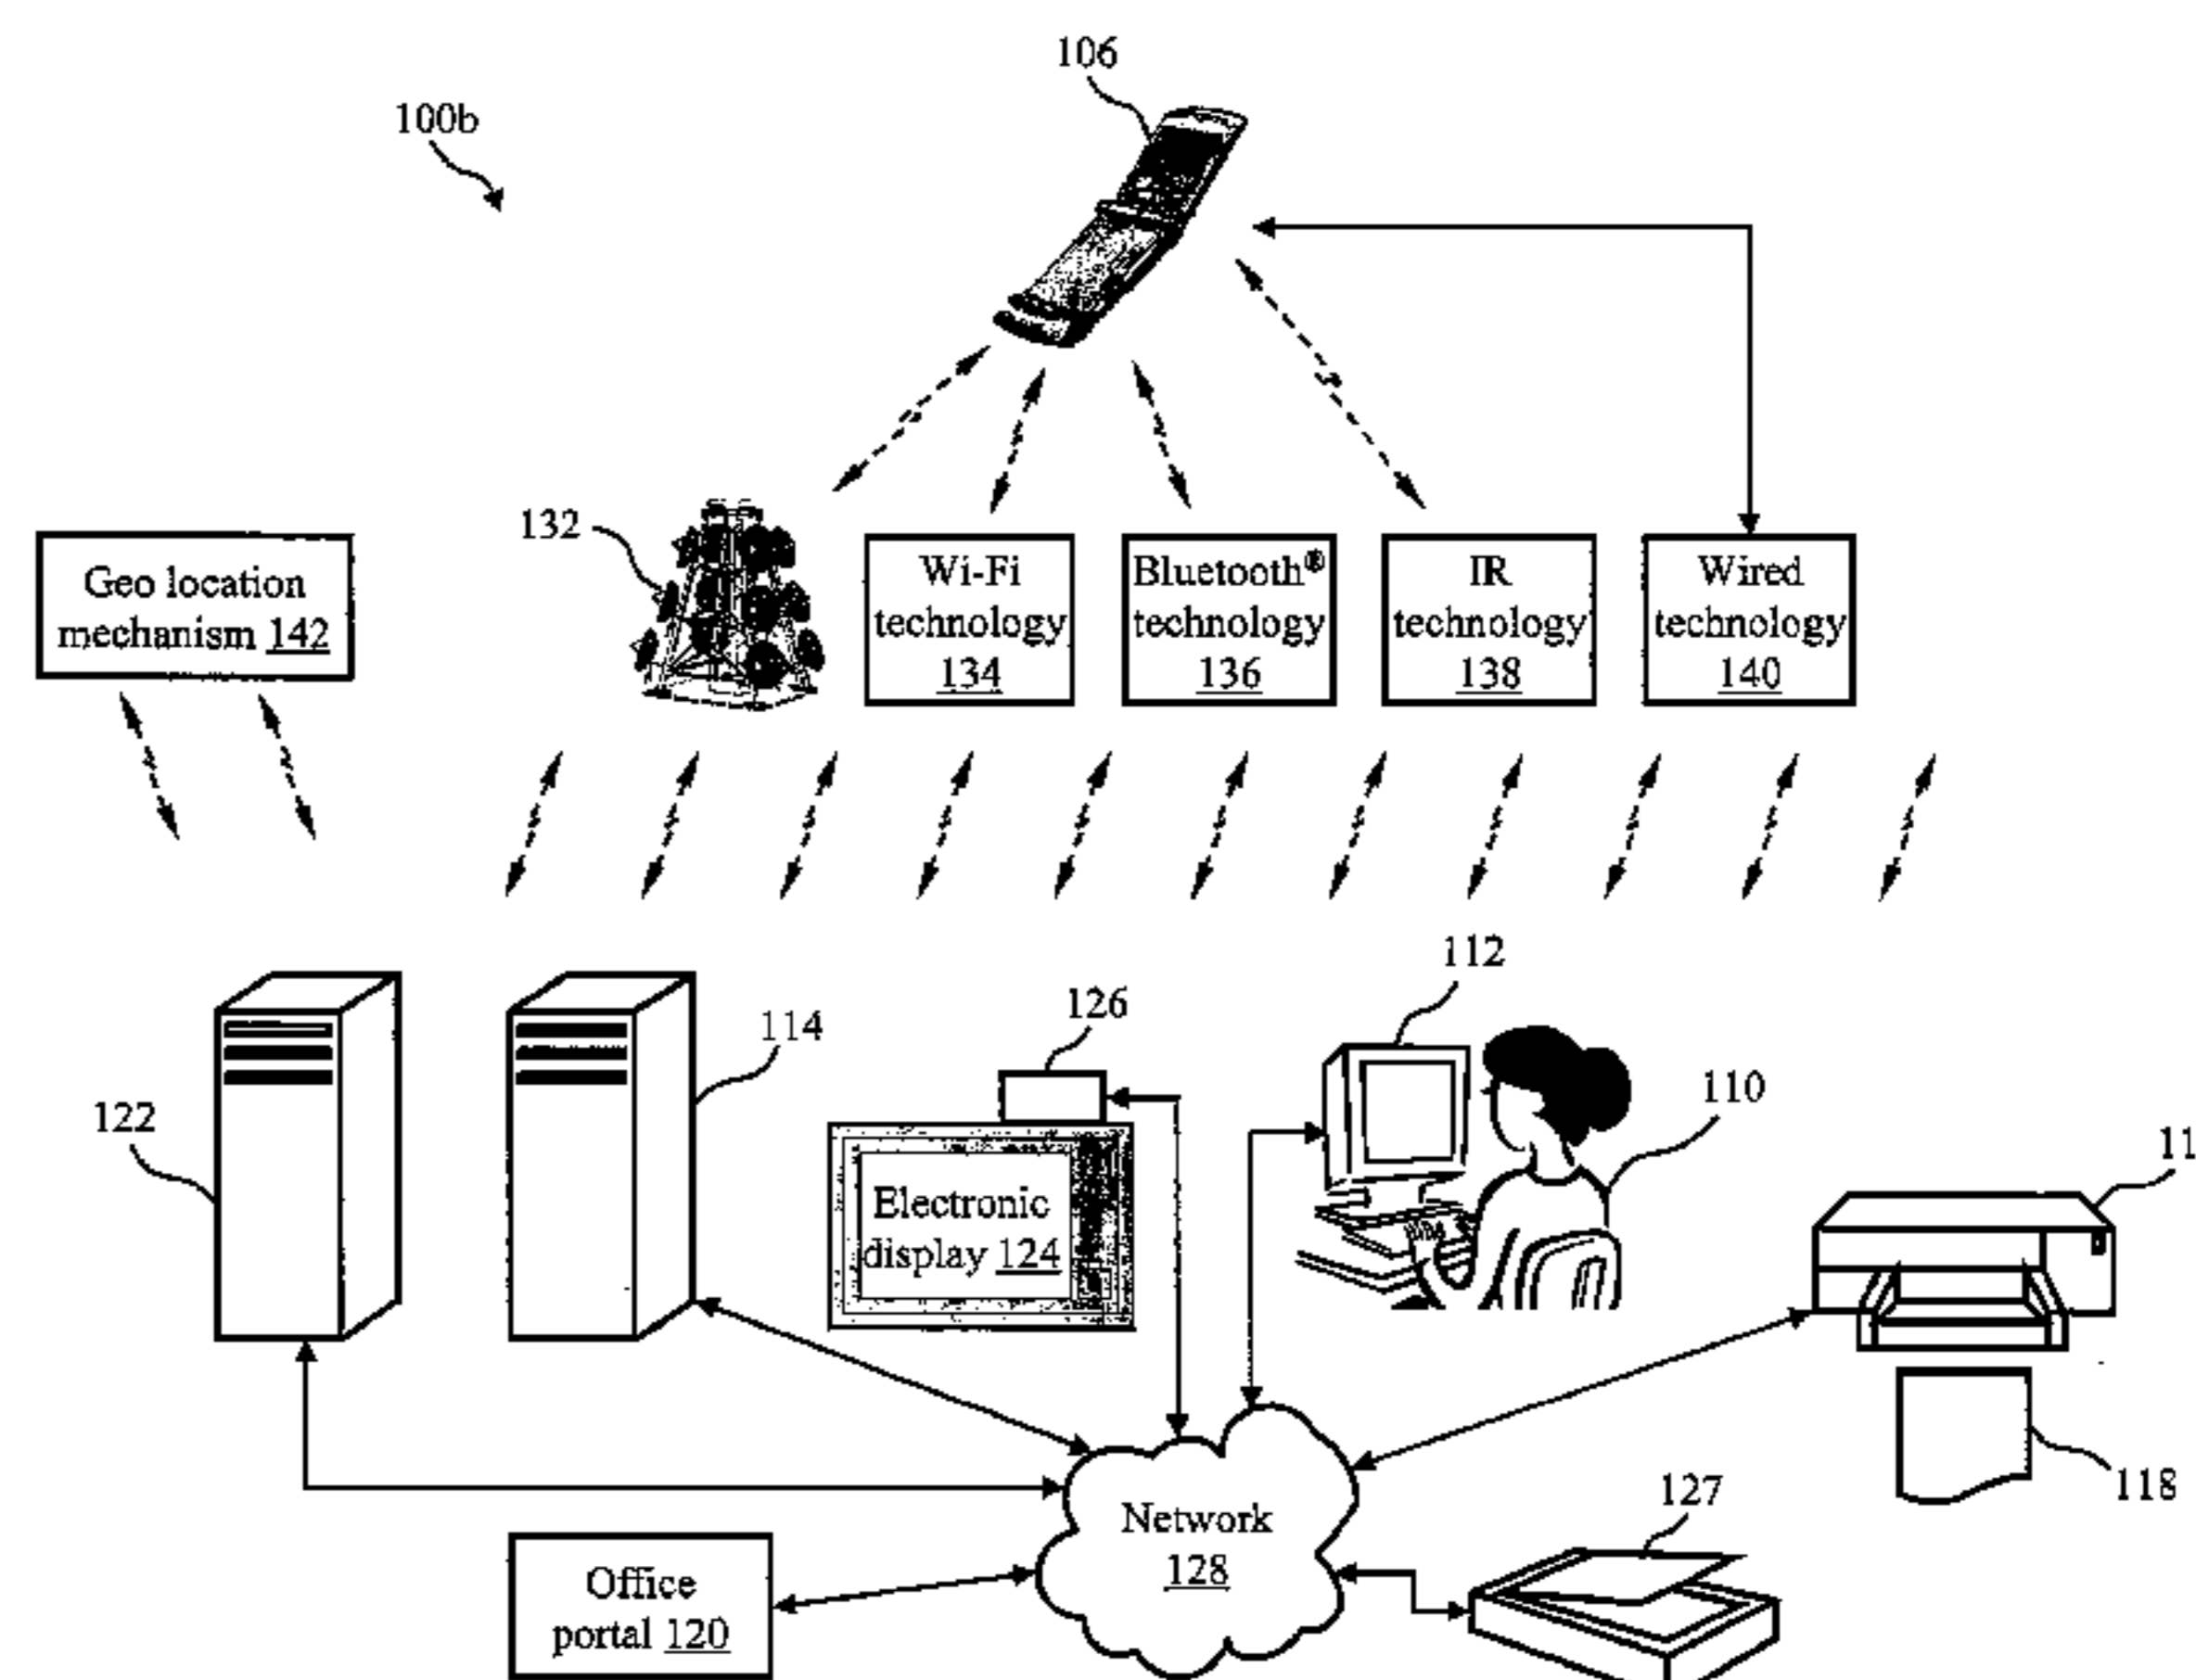 106
100b
132
Geo location
mechanism 142
Wi-Fi
technology
134
Bluetooth®
technology
136
IR
technology
138
Wired
technology
140
112
126
114
110
122
11
Electronic
display 124
118
127
Network
128
Office
portal 120